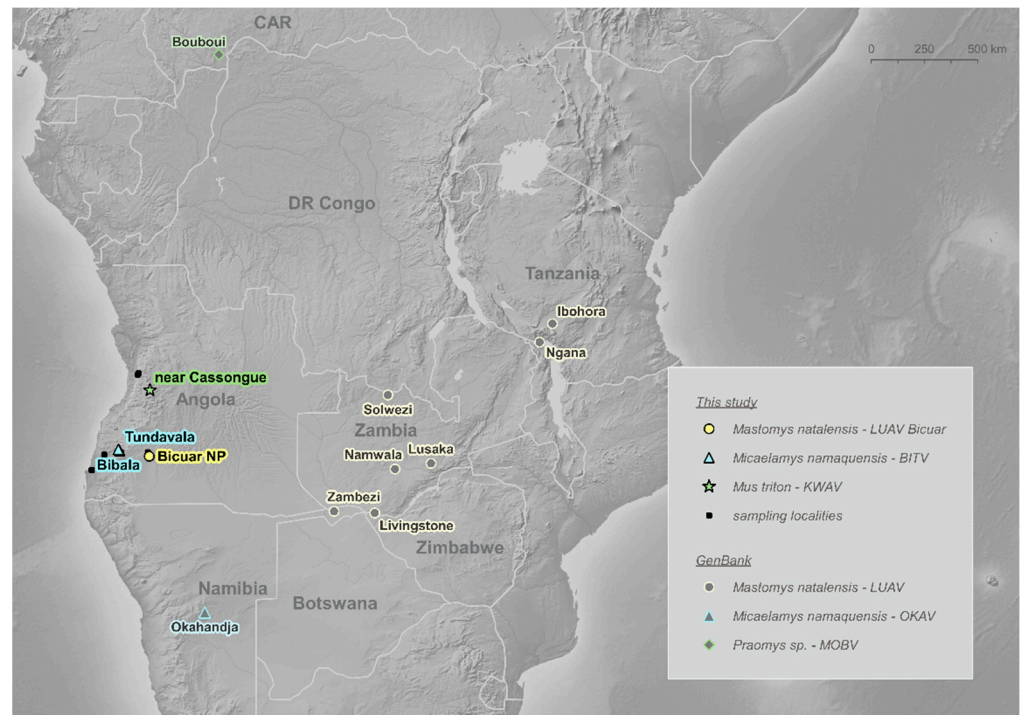 CAR
Bouboui
0 250 500 km
DR Congo
Tanzania
Ibohora
Ngana
near Cassongue
Angola
Solwezi
Zambia
Tundavala
Namwala
Lusaka
Bibala
Bicuar NP
Zambezi
Livingstone
Zimbabwe
Namibia
Botswana
Okahandja
This study
Mastomys natalensis - LUAV Bicuar
Micaelamys namaquensis - BITV
Mus triton - KWAV
sampling localities
GenBank
Mastomys natalensis - LUAV
Micaelamys namaquensis - OKAV
Praomys sp. - MOBV